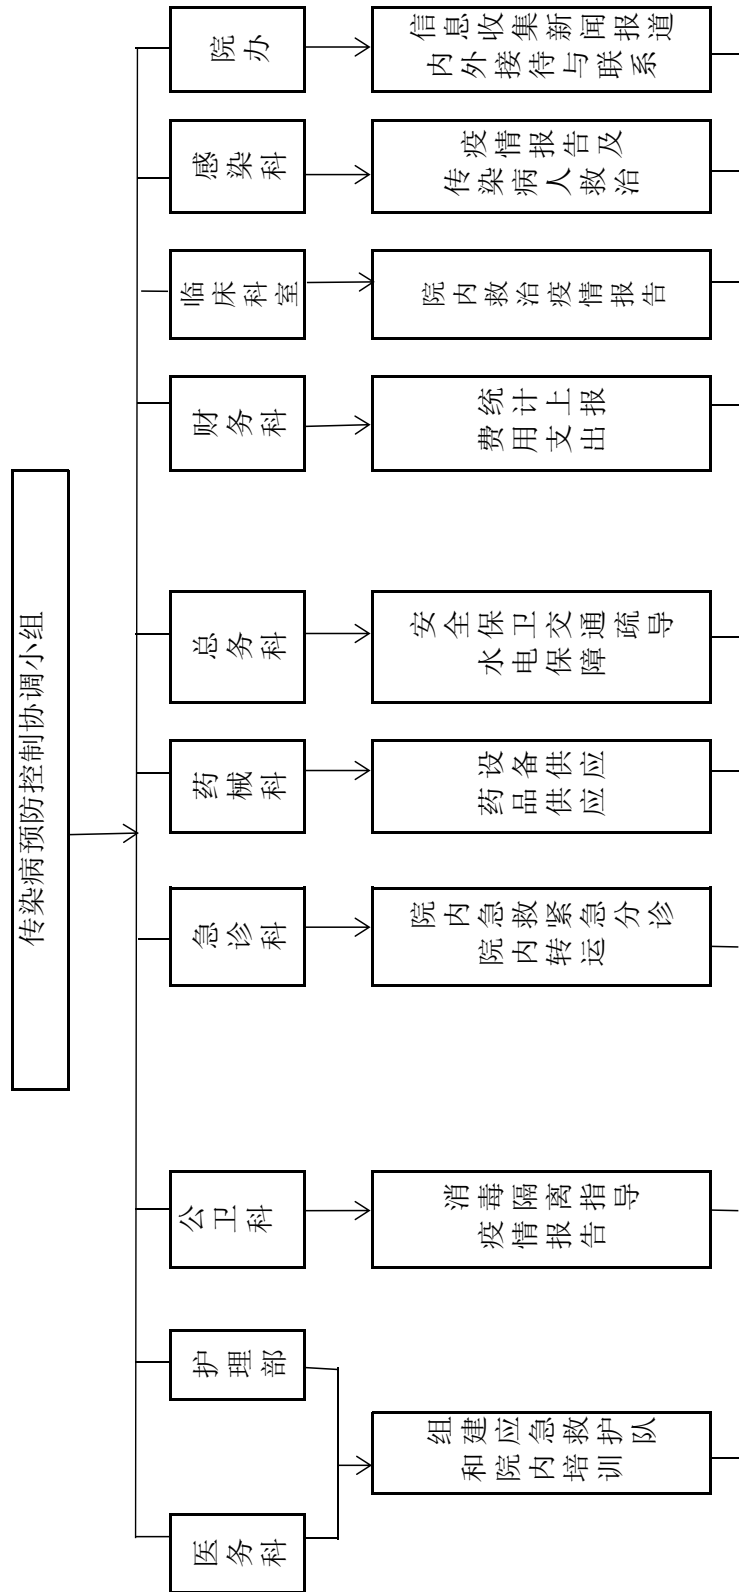 传染病预防控制协调小组
医务科
护理部
公卫科
急诊科
药械科
总务科
财务科
临床科室
感染科
院办
组建应急救护队
和院内培训
消毒隔离指导
疫情报告
院内急救紧急分诊
院内转运
设备供应
药品供应
安全保卫交通疏导
水电保障
统计上报
费用支出
院内救治疫情报告
疫情报告及
传染病人救治
信息收集新闻报道
内外接待与联系